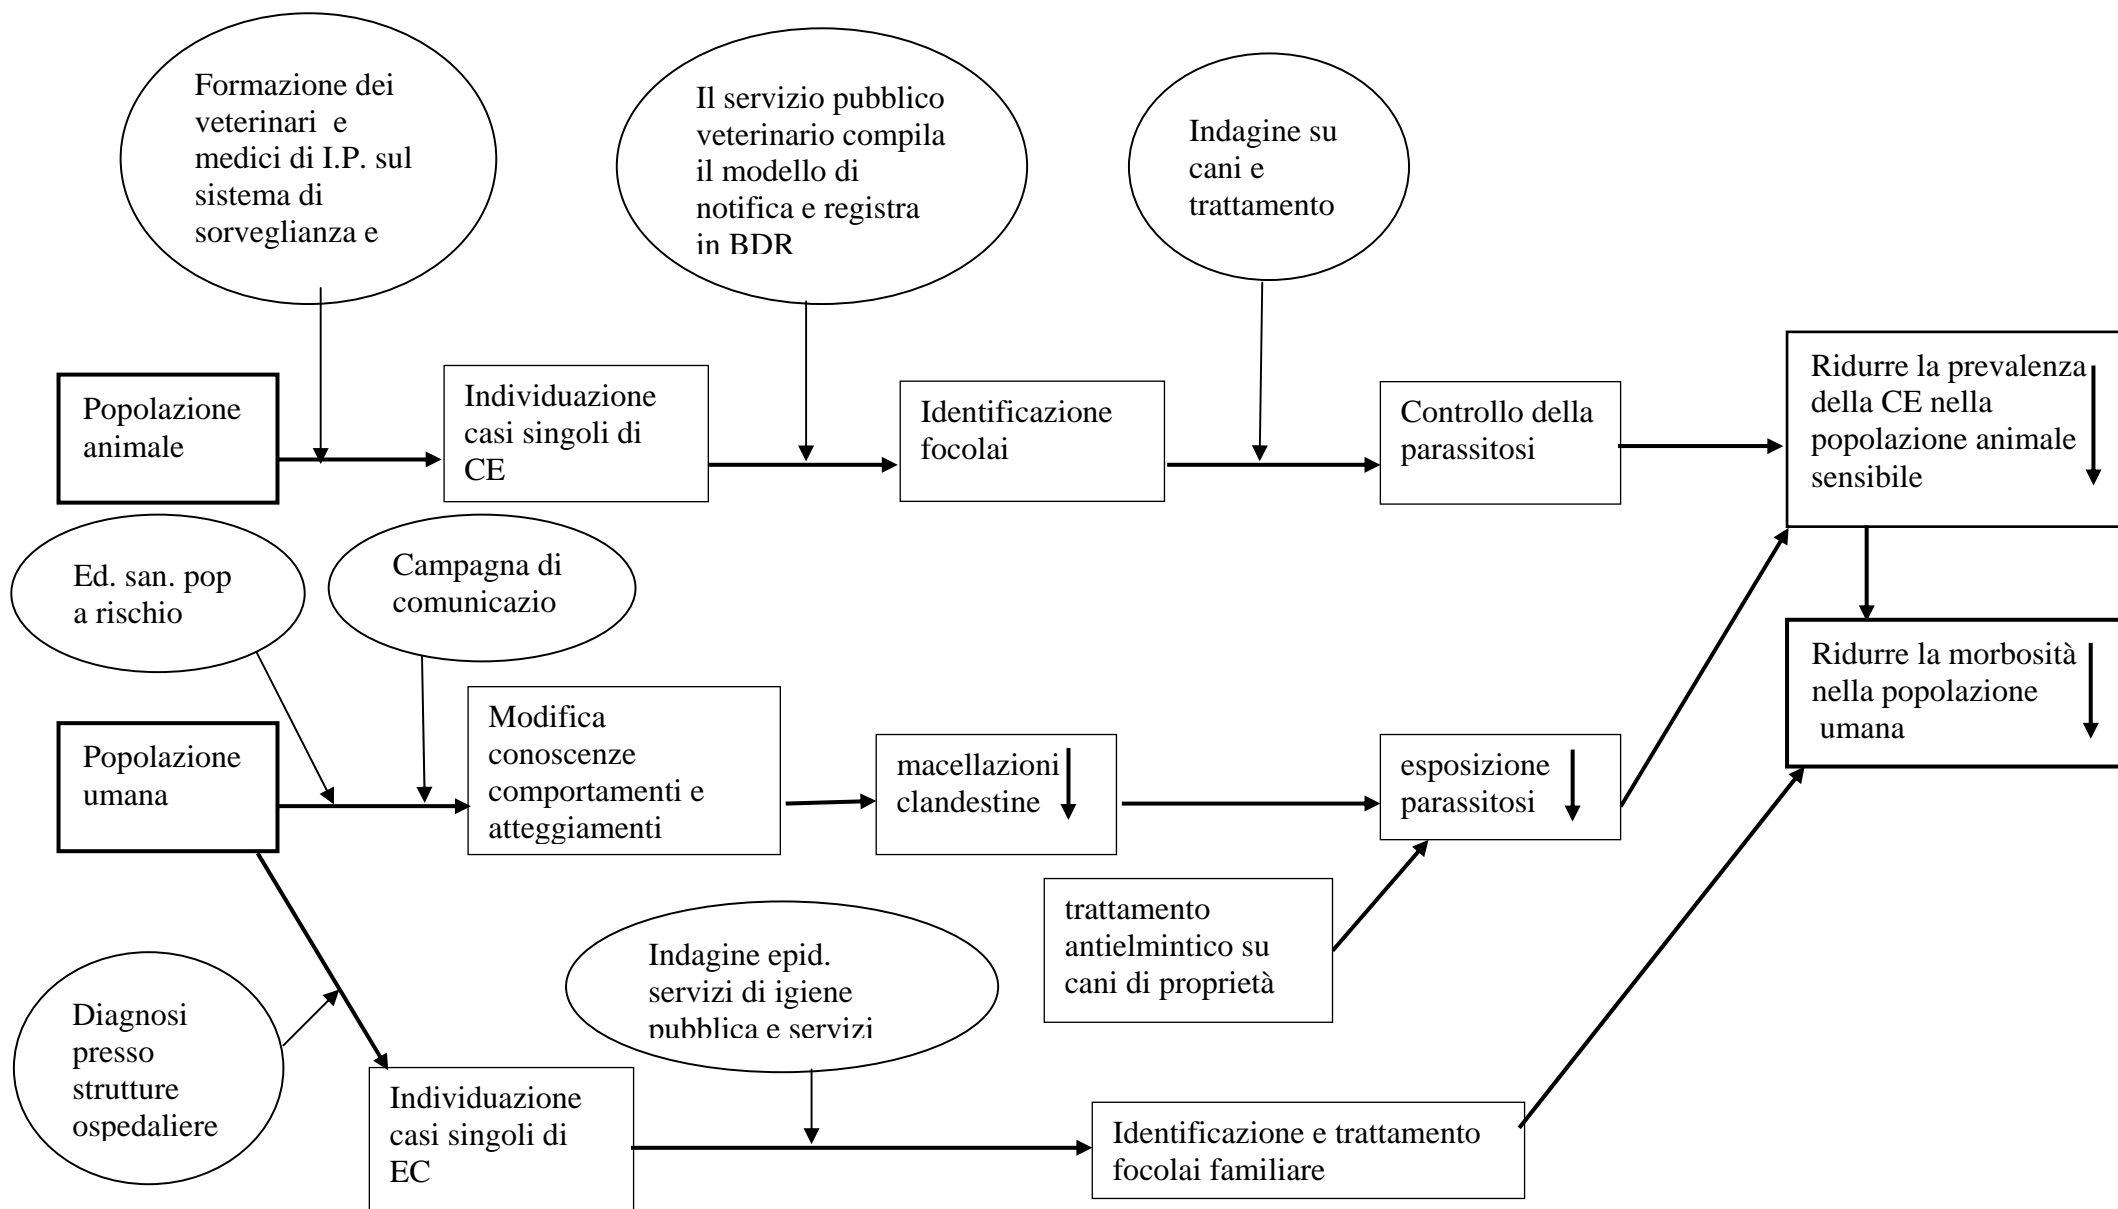 Formazione dei
veterinari e
medici di I.P. sul
sistema di
sorveglianza e
Il servizio pubblico
veterinario compila
il modello di
notifica e registra
in BDR
Indagine su
cani e
trattamento
Popolazione
animale
Individuazione
casi singoli di
CE
Identificazione
focolai
Controllo della
parassitosi
Ridurre la prevalenza
della CE nella
popolazione animale
sensibile
Ed. san. pop
a rischio
Campagna di
comunicazio
Ridurre la morbosità
nella popolazione
umana
Popolazione
umana
Modifica
conoscenze
comportamenti e
atteggiamenti
macellazioni
clandestine
esposizione
parassitosi
trattamento
antielmintico su
cani di proprietà
Indagine epid.
servizi di igiene
pubblica e servizi
Diagnosi
presso
strutture
ospedaliere
Individuazione
casi singoli di
EC
Identificazione e trattamento
focolai familiare